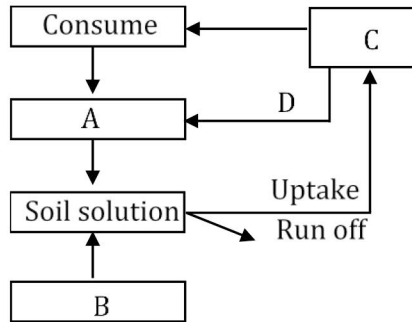 Consume
C
D
A
Uptake
Soil solution
Run off
B